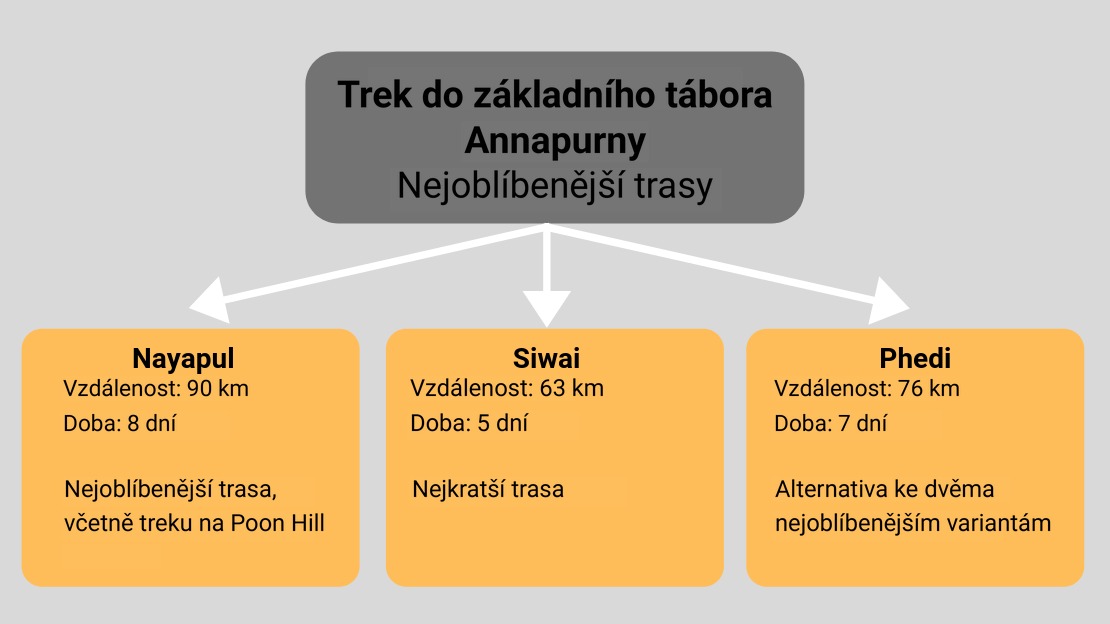 Trek do základního tábora
Annapurny
Nejoblíbenější trasy
Nayapul
Vzdálenost: 90 km
Doba: 8 dní
Nejoblíbenější trasa,
včetně treku na Poon Hill
Siwai
Vzdálenost: 63 km
Doba: 5 dní
Nejkratší trasa
Phedi
Vzdálenost: 76 km
Doba: 7 dní
Alternativa ke dvěma
nejoblíbenějším variantám